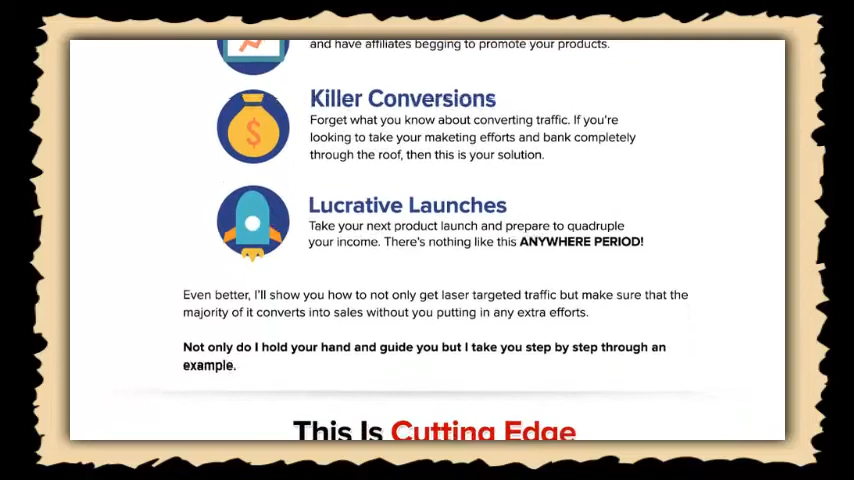 and have affiliates begging to promote your products.
Killer Conversions
Forget what you know about converting traffic. If you're
looking to take your maketing efforts and bank completely
through the roof, then this is your solution.
$
Lucrative Launches
Take your next product launch and prepare to quadruple
your income. There's nothing like this ANYWHERE PERIOD!
Even better, I'll show you how to not only get laser targeted traffic but make sure that the
majority of it converts into sales without you putting in any extra efforts.
Not only do I hold your hand and guide you but I take you step by step through an
example.
This Is Cutting Edge